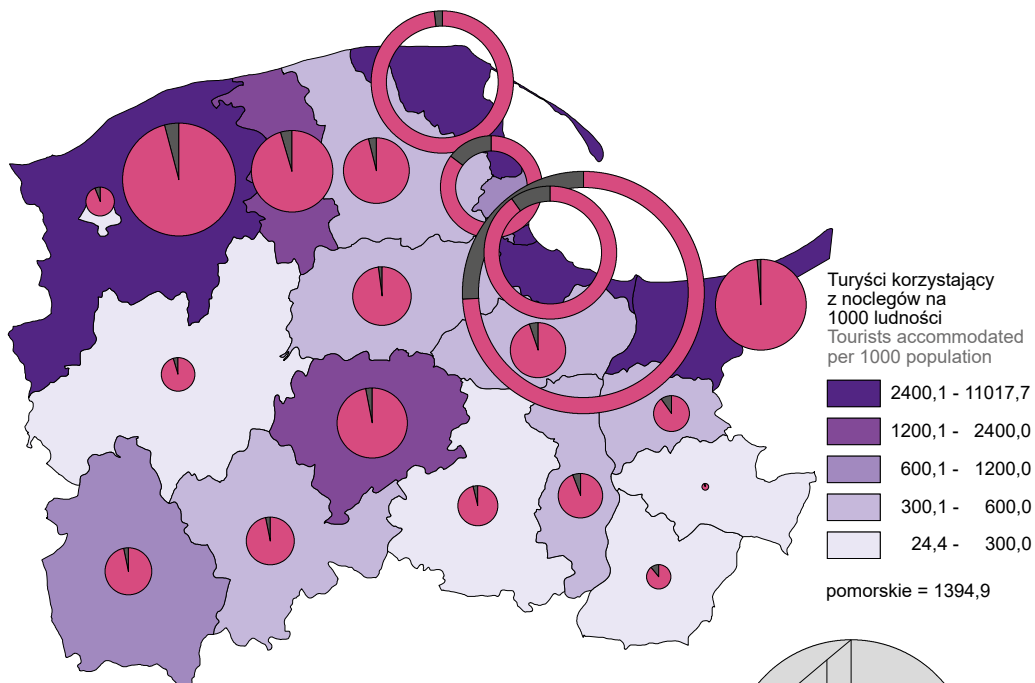 Turyści korzystający
z noclegów na
1000 ludności
Tourists accommodated
per 1000 population
2400,1 - 11017,7
1200,1 - 2400,0
600,1 - 1200,0
300,1 - 600,0
24,4 - 300,0
pomorskie = 1394,9